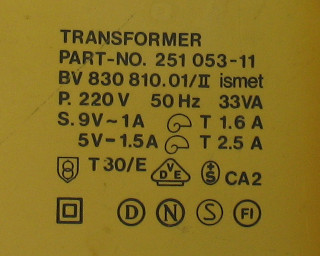 TRANSFORMER
PART-NO. 251 053-11
BV 830 810.01/II ismet
P. 220 V 50 Hz 33VA
S. 9V~1A T 1.6 A
5V-1.5A T 2.5 A
T 30/E DVE +S CA2
D N S FI